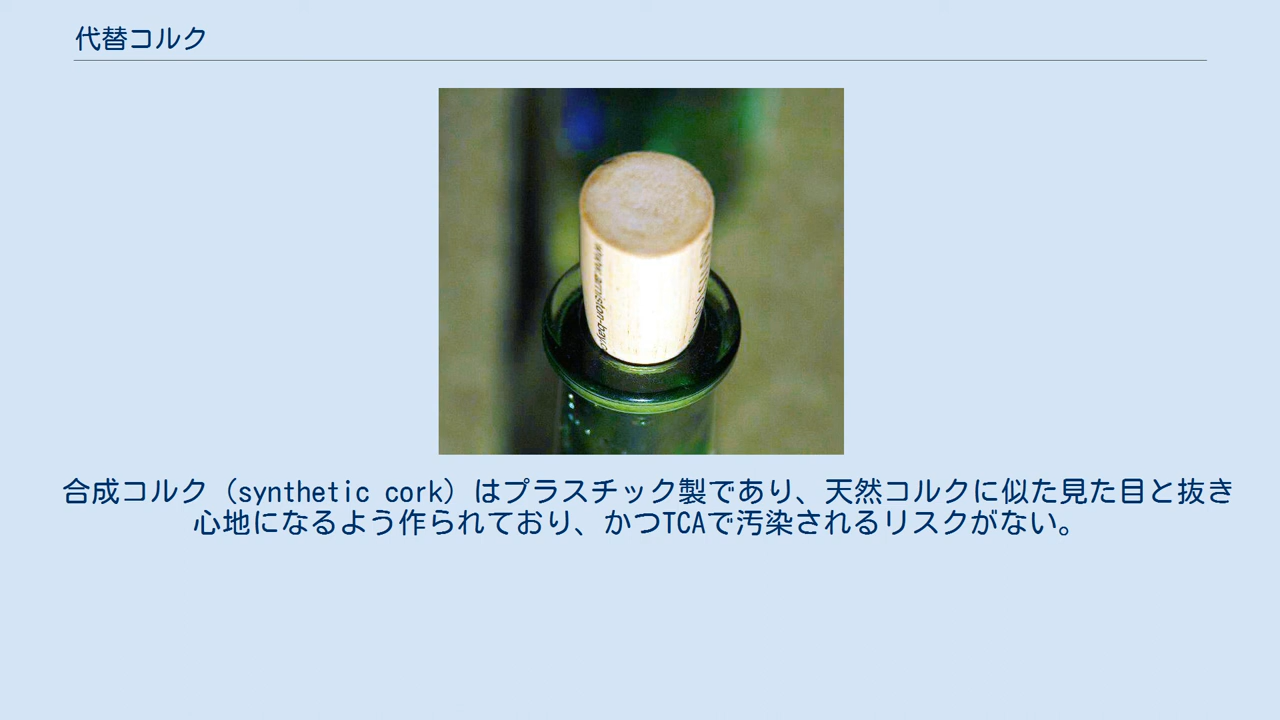 代替コルク
合成コルク（synthetic cork）はプラスチック製であり、天然コルクに似た見た目と抜き
心地になるよう作られており、かつTCAで汚染されるリスクがない。